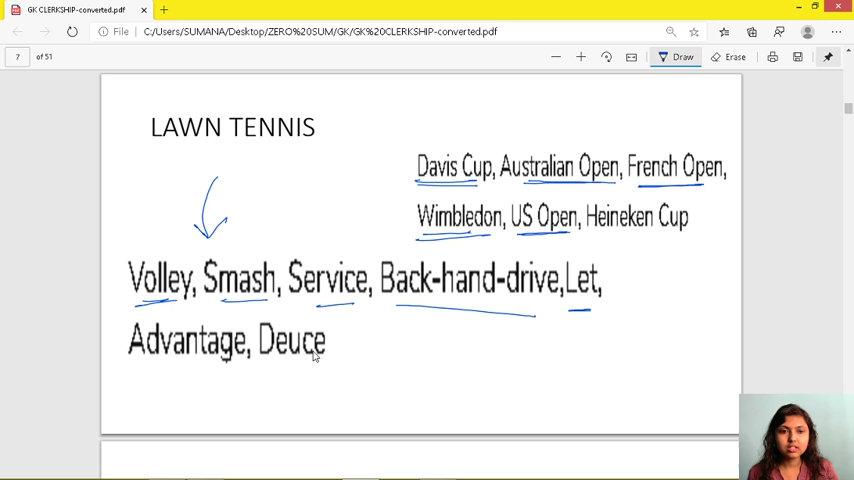 GK CLERKSHIP-converted.pdf
File C:/Users/SUMANA/Desktop/ZERO%20SUM/GK/GK%20CLERKSHIP-converted.pdf
7 of 51 Draw Erase
LAWN TENNIS
Davis Cup, Australian Open, French Open,
Wimbledon, US Open, Heineken Cup
Volley, Smash, Service, Back-hand-drive,Let,
Advantage, Deuce